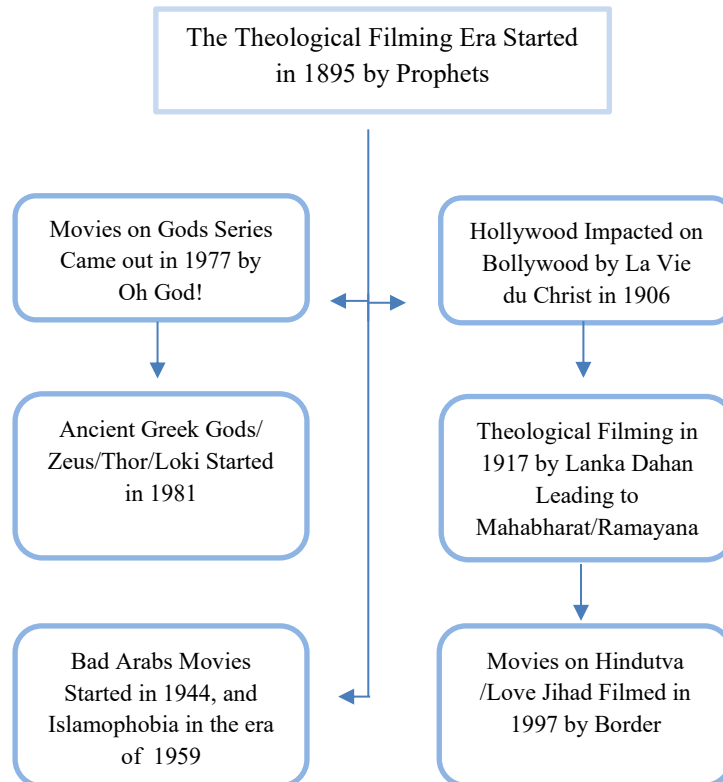 The Theological Filming Era Started
in 1895 by Prophets
Movies on Gods Series
Came out in 1977 by
Oh God!
Hollywood Impacted on
Bollywood by La Vie
du Christ in 1906
Ancient Greek Gods/
Zeus/Thor/Loki Started
in 1981
Theological Filming in
1917 by Lanka Dahan
Leading to
Mahabharat/Ramayana
Bad Arabs Movies
Started in 1944, and
Islamophobia in the era
of 1959
Movies on Hindutva
/Love Jihad Filmed in
1997 by Border